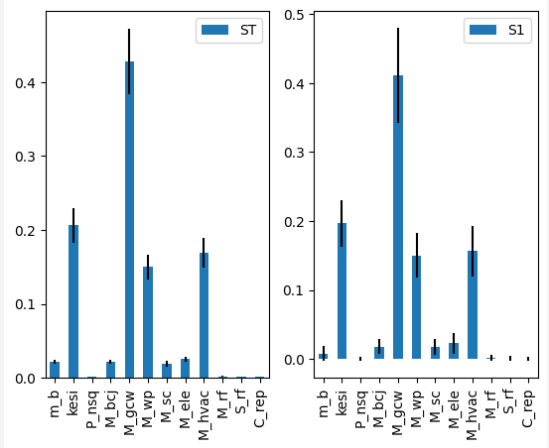 ST
0.4
0.3
0.2
0.1
0.0
m_b
kesi
P_nsq
M_bcj
M_gcw
M_wp
M_sc
M_ele
M_hvac
M_rf
S_rf
C_rep
S1
0.5
0.4
0.3
0.2
0.1
0.0
m_b
kesi
P_nsq
M_bcj
M_gcw
M_wp
M_sc
M_ele
M_hvac
M_rf
S_rf
C_rep